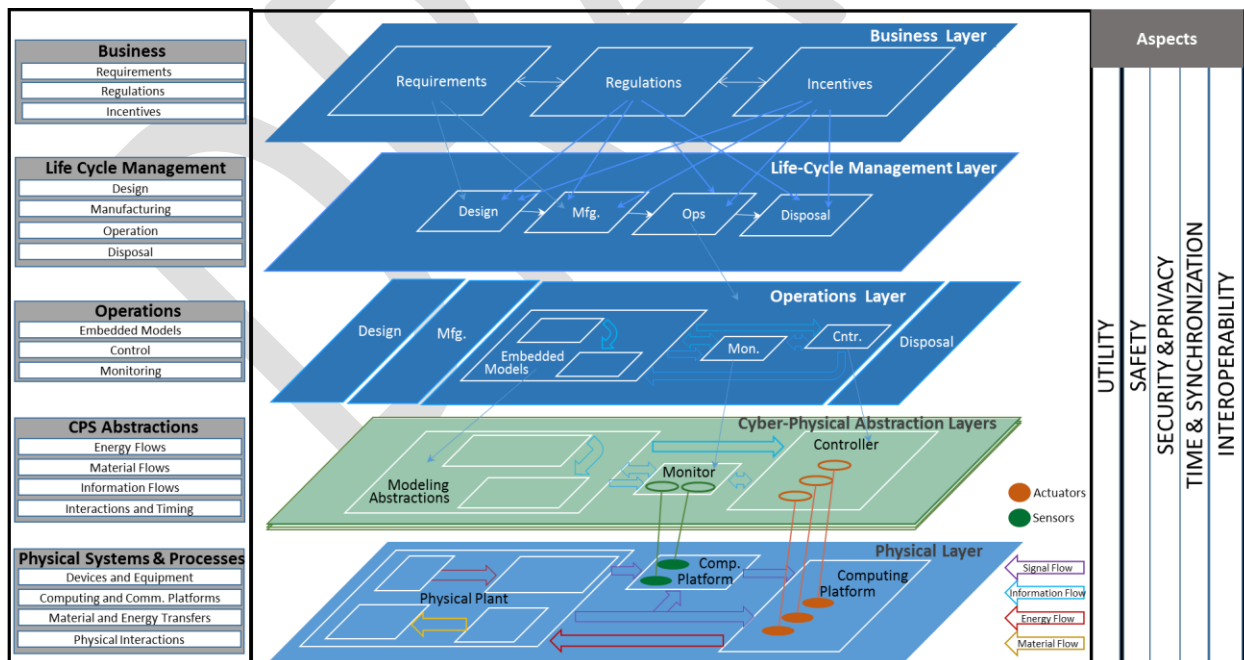 Business
Requirements
Regulations
Incentives
Life Cycle Management
Design
Manufacturing
Operation
Disposal
Operations
Embedded Models
Control
Monitoring
CPS Abstractions
Energy Flows
Material Flows
Information Flows
Interactions and Timing
Physical Systems & Processes
Devices and Equipment
Computing and Comm. Platforms
Material and Energy Transfers
Physical Interactions
Business Layer
Requirements
Regulations
Incentives
Life-Cycle Management Layer
Design
Mfg.
Ops
Disposal
Operations Layer
Design
Mfg.
Embedded
Models
Mon.
Cntr.
Disposal
Cyber-Physical Abstraction Layers
Controller
Monitor
Modeling
Abstractions
Actuators
Sensors
Physical Layer
Comp.
Platform
Computing
Platform
Physical Plant
Signal Flow
Information Flow
Energy Flow
Material Flow
Aspects
UTILITY
SAFETY
SECURITY &PRIVACY
TIME & SYNCHRONIZATION
INTEROPERABILITY